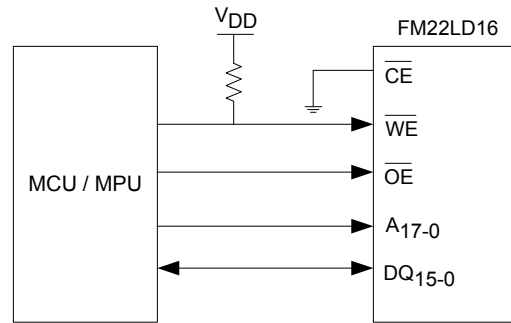 VDD
FM22LD16
CE
WE
MCU / MPU
OE
A17-0
DQ15-0